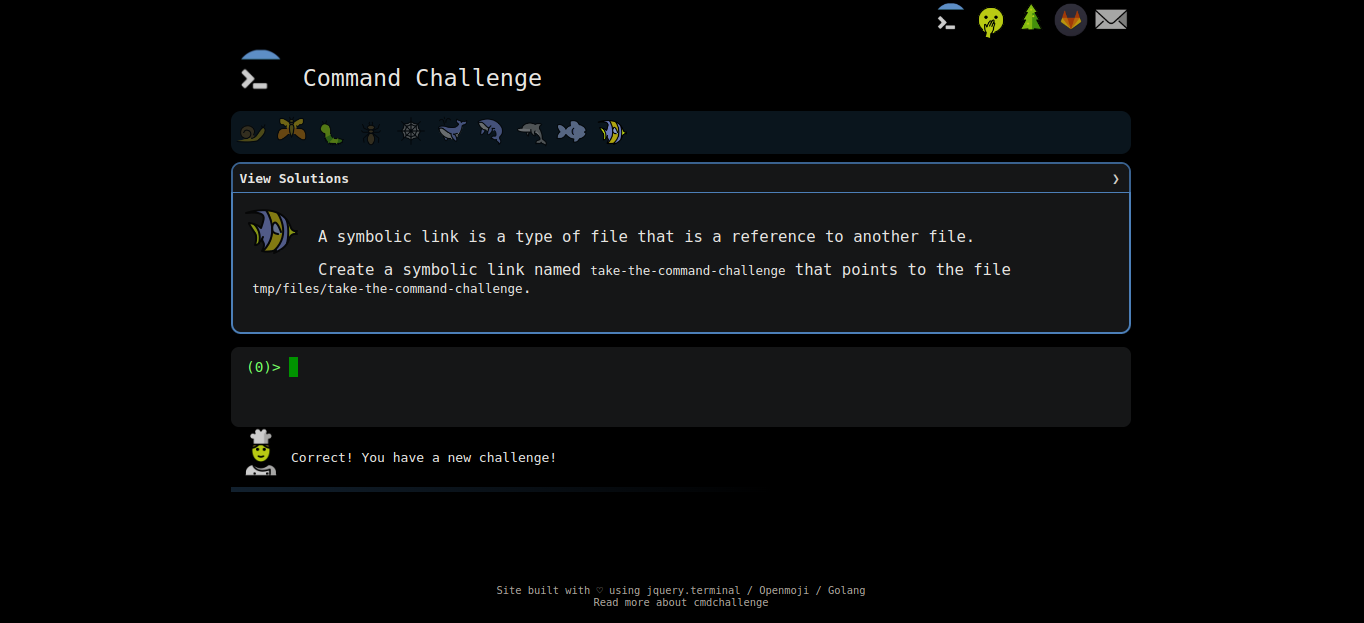 Command Challenge
View Solutions ❯
A symbolic link is a type of file that is a reference to another file.
Create a symbolic link named take-the-command-challenge that points to the file
tmp/files/take-the-command-challenge.
(0)>
Correct! You have a new challenge!
Site built with ♡ using jquery.terminal / Openmoji / Golang
Read more about cmdchallenge